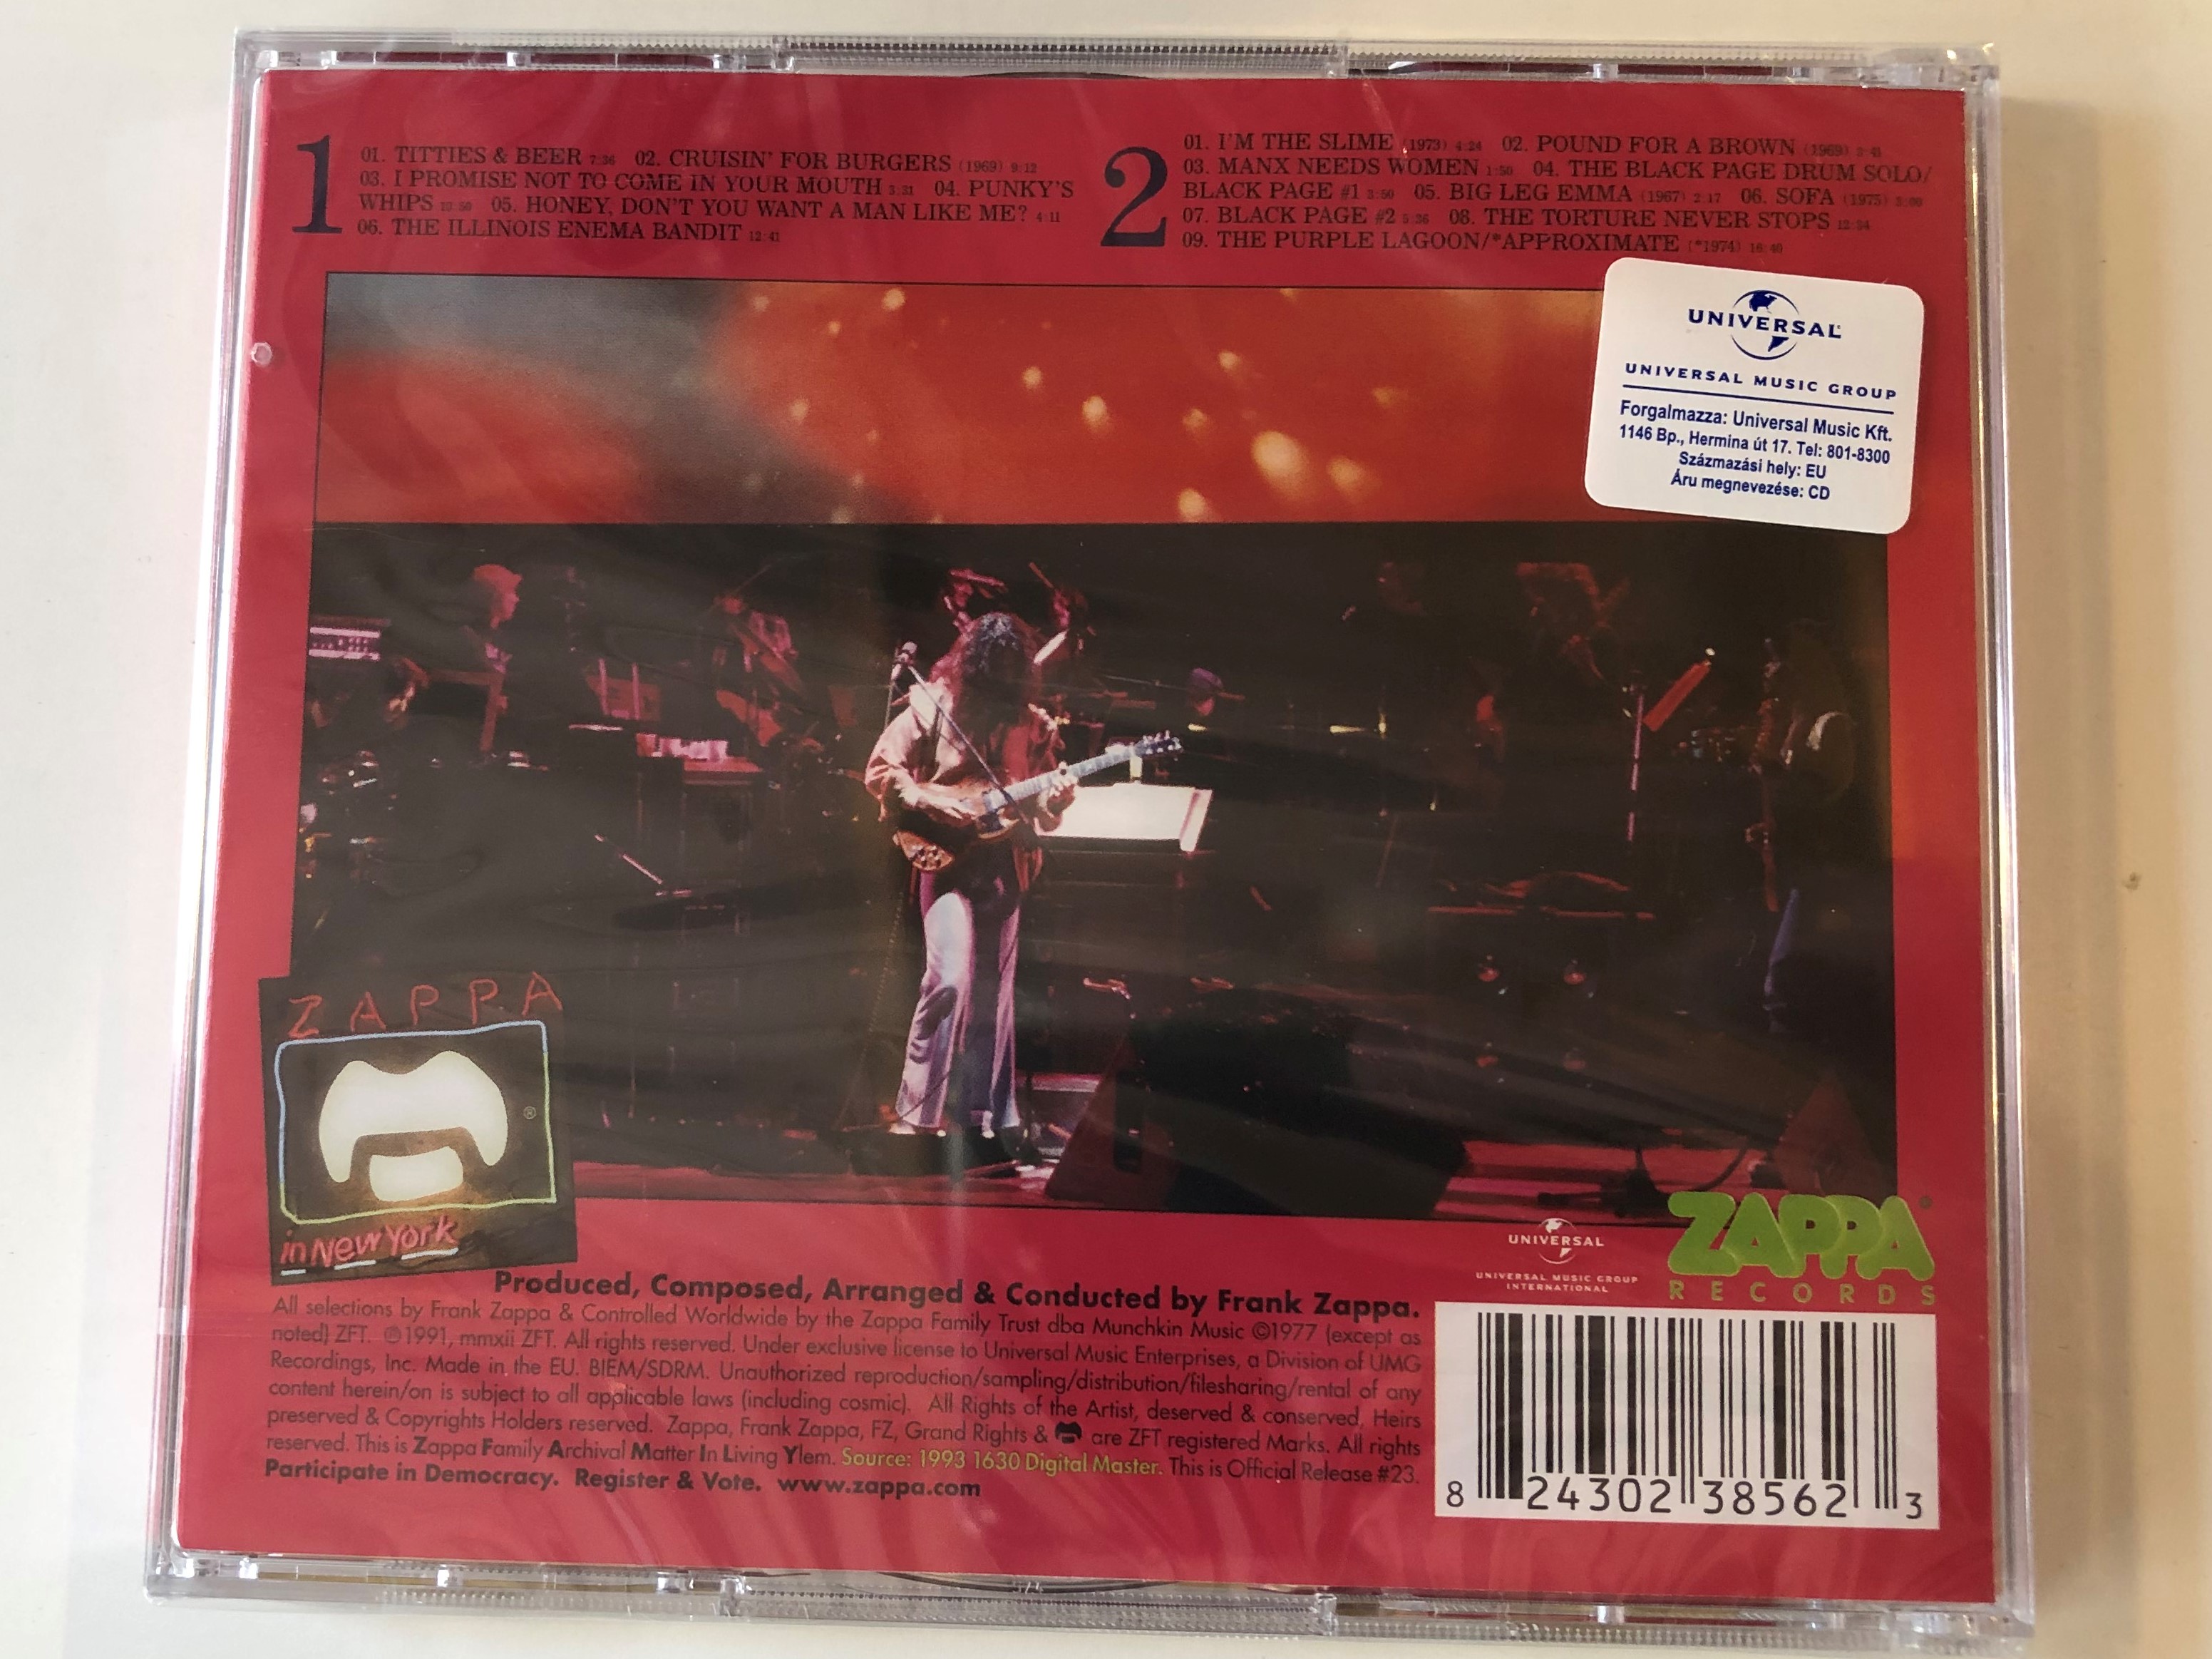 1
01. TITTIES & BEER 7:36 02. CRUISIN' FOR BURGERS (1969) 9:12
03. I PROMISE NOT TO COME IN YOUR MOUTH 3:31 04. PUNKY'S
WHIPS 10:50 05. HONEY, DON'T YOU WANT A MAN LIKE ME? 4:11
06. THE ILLINOIS ENEMA BANDIT 12:41
2
01. I'M THE SLIME (1973) 4:24 02. POUND FOR A BROWN (1969) 3:41
03. MANX NEEDS WOMEN 1:50 04. THE BLACK PAGE DRUM SOLO/
BLACK PAGE #1 3:50 05. BIG LEG EMMA (1967) 2:17 06. SOFA (1975) 3:00
07. BLACK PAGE #2 5:36 08. THE TORTURE NEVER STOPS 12:34
09. THE PURPLE LAGOON/*APPROXIMATE (*1974) 16:40
UNIVERSAL
UNIVERSAL MUSIC GROUP
Forgalmazza: Universal Music Kft.
1146 Bp., Hermina út 17. Tel: 801-8300
Százmazási hely: EU
Áru megnevezése: CD
ZAPPA
®
in New York
UNIVERSAL
UNIVERSAL MUSIC GROUP
INTERNATIONAL
ZAPPA®
RECORDS
Produced, Composed, Arranged & Conducted by Frank Zappa.
All selections by Frank Zappa & Controlled Worldwide by the Zappa Family Trust dba Munchkin Music ©1977 (except as
noted) ZFT. ℗©1991, mmxii ZFT. All rights reserved. Under exclusive license to Universal Music Enterprises, a Division of UMG
Recordings, Inc. Made in the EU. BIEM/SDRM. Unauthorized reproduction/sampling/distribution/filesharing/rental of any
content herein/on is subject to all applicable laws (including cosmic). All Rights of the Artist, deserved & conserved, Heirs
preserved & Copyrights Holders reserved. Zappa, Frank Zappa, FZ, Grand Rights & are ZFT registered Marks. All rights
reserved. This is Zappa Family Archival Matter In Living Ylem. Source: 1993 1630 Digital Master. This is Official Release #23.
Participate in Democracy. Register & Vote. www.zappa.com
8 24302 38562 3